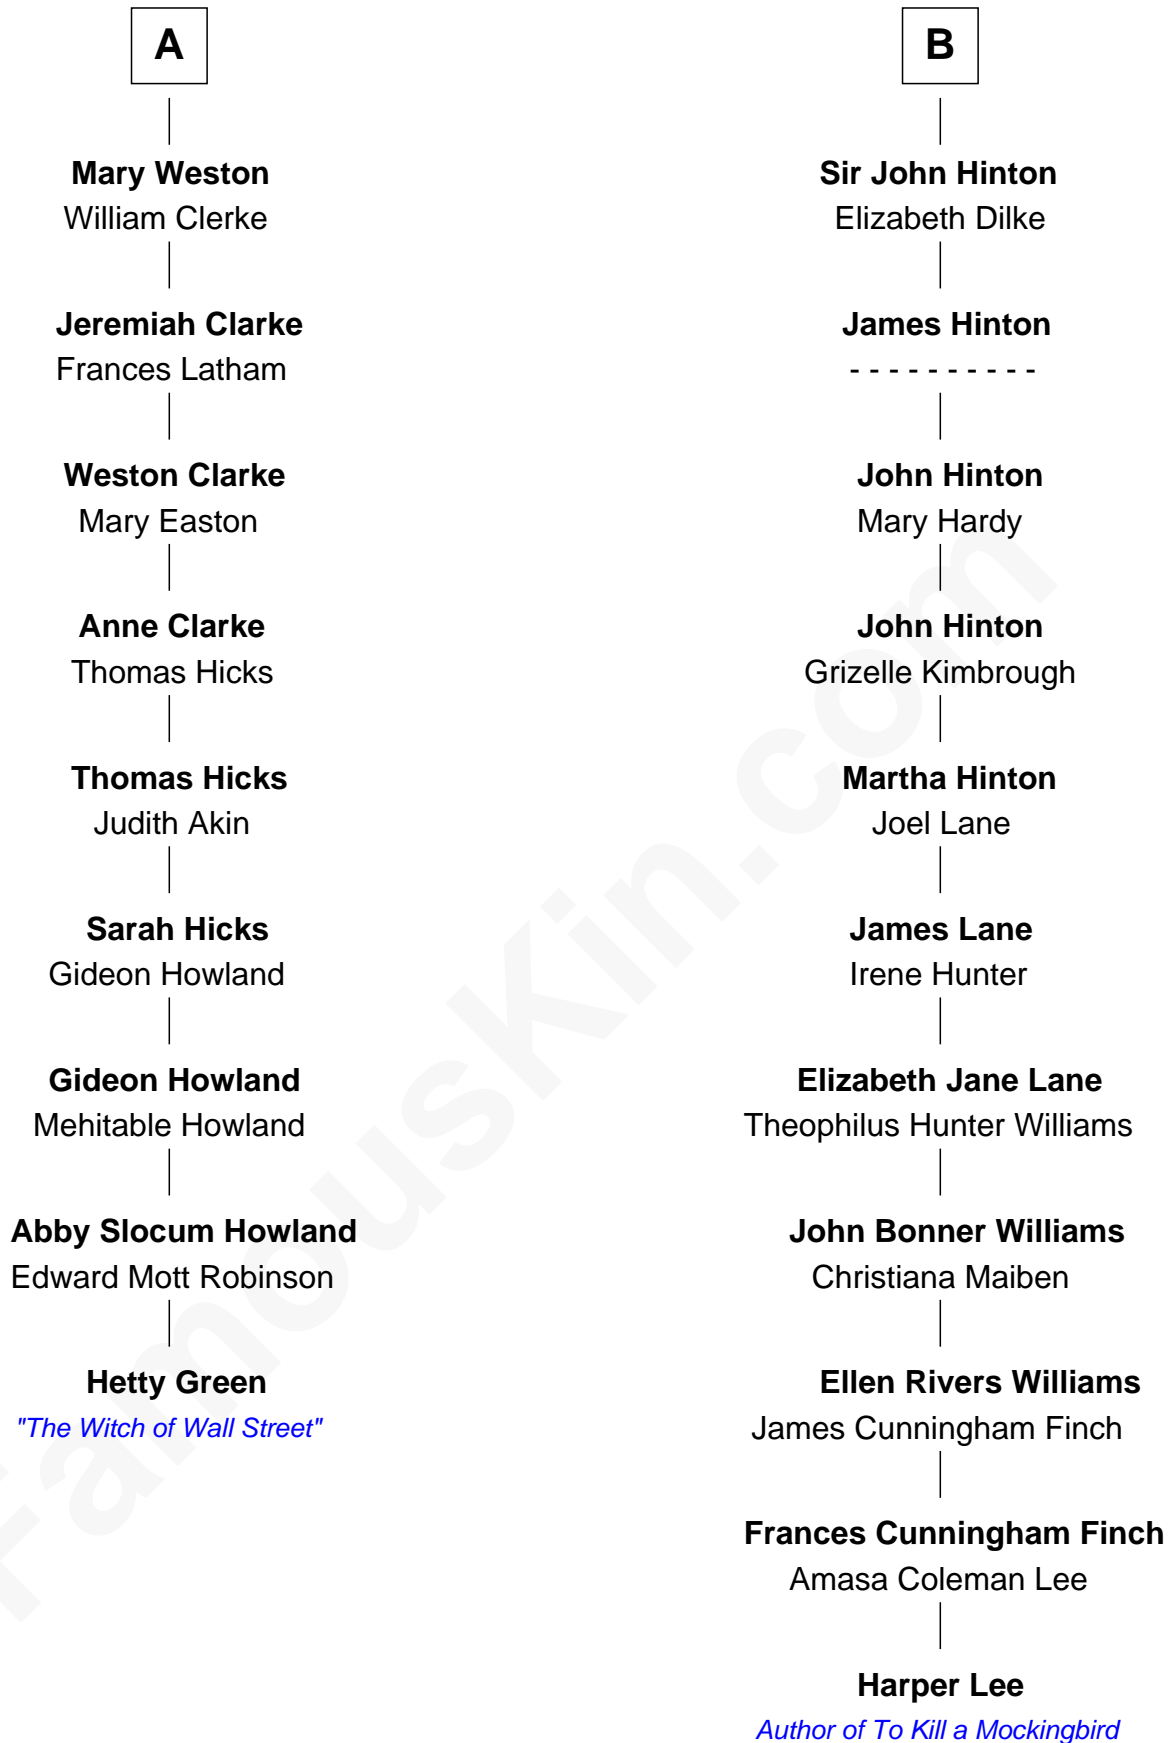 A
Mary Weston
William Clerke
Jeremiah Clarke
Frances Latham
Weston Clarke
Mary Easton
Anne Clarke
Thomas Hicks
Thomas Hicks
Judith Akin
Sarah Hicks
Gideon Howland
Gideon Howland
Mehitable Howland
Abby Slocum Howland
Edward Mott Robinson
Hetty Green
"The Witch of Wall Street"
B
Sir John Hinton
Elizabeth Dilke
James Hinton
- - - - - - - - - -
John Hinton
Mary Hardy
John Hinton
Grizelle Kimbrough
Martha Hinton
Joel Lane
James Lane
Irene Hunter
Elizabeth Jane Lane
Theophilus Hunter Williams
John Bonner Williams
Christiana Maiben
Ellen Rivers Williams
James Cunningham Finch
Frances Cunningham Finch
Amasa Coleman Lee
Harper Lee
Author of To Kill a Mockingbird
FamousKin.com